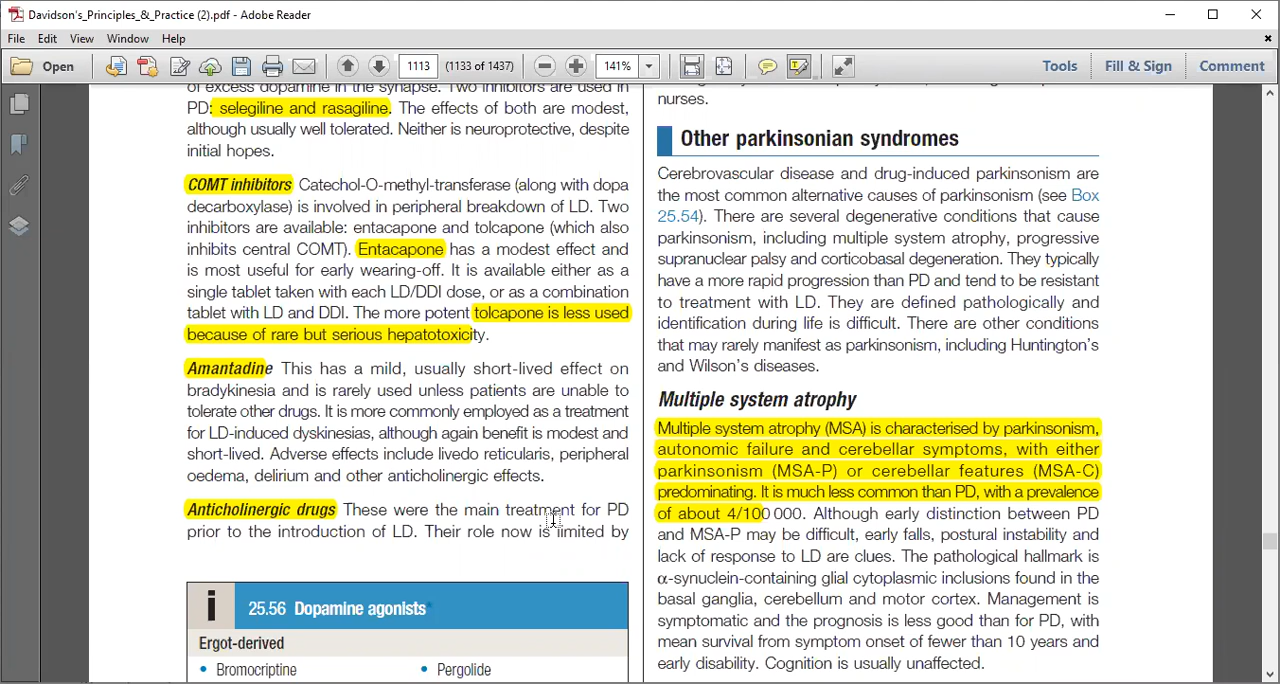 Davidson's_Principles_&_Practice (2).pdf - Adobe Reader
File Edit View Window Help
Open 1113 (1133 of 1437) 141% Tools Fill & Sign Comment
of excess dopamine in the synapse. Two inhibitors are used in
PD: selegiline and rasagiline. The effects of both are modest,
although usually well tolerated. Neither is neuroprotective, despite
initial hopes.
COMT inhibitors Catechol-O-methyl-transferase (along with dopa
decarboxylase) is involved in peripheral breakdown of LD. Two
inhibitors are available: entacapone and tolcapone (which also
inhibits central COMT). Entacapone has a modest effect and
is most useful for early wearing-off. It is available either as a
single tablet taken with each LD/DDI dose, or as a combination
tablet with LD and DDI. The more potent tolcapone is less used
because of rare but serious hepatotoxicity.
Amantadine This has a mild, usually short-lived effect on
bradykinesia and is rarely used unless patients are unable to
tolerate other drugs. It is more commonly employed as a treatment
for LD-induced dyskinesias, although again benefit is modest and
short-lived. Adverse effects include livedo reticularis, peripheral
oedema, delirium and other anticholinergic effects.
Anticholinergic drugs These were the main treatment for PD
prior to the introduction of LD. Their role now is limited by
i 25.56 Dopamine agonists
Ergot-derived
• Bromocriptine • Pergolide
nurses.
Other parkinsonian syndromes
Cerebrovascular disease and drug-induced parkinsonism are
the most common alternative causes of parkinsonism (see Box
25.54). There are several degenerative conditions that cause
parkinsonism, including multiple system atrophy, progressive
supranuclear palsy and corticobasal degeneration. They typically
have a more rapid progression than PD and tend to be resistant
to treatment with LD. They are defined pathologically and
identification during life is difficult. There are other conditions
that may rarely manifest as parkinsonism, including Huntington's
and Wilson's diseases.
Multiple system atrophy
Multiple system atrophy (MSA) is characterised by parkinsonism,
autonomic failure and cerebellar symptoms, with either
parkinsonism (MSA-P) or cerebellar features (MSA-C)
predominating. It is much less common than PD, with a prevalence
of about 4/100 000. Although early distinction between PD
and MSA-P may be difficult, early falls, postural instability and
lack of response to LD are clues. The pathological hallmark is
α-synuclein-containing glial cytoplasmic inclusions found in the
basal ganglia, cerebellum and motor cortex. Management is
symptomatic and the prognosis is less good than for PD, with
mean survival from symptom onset of fewer than 10 years and
early disability. Cognition is usually unaffected.